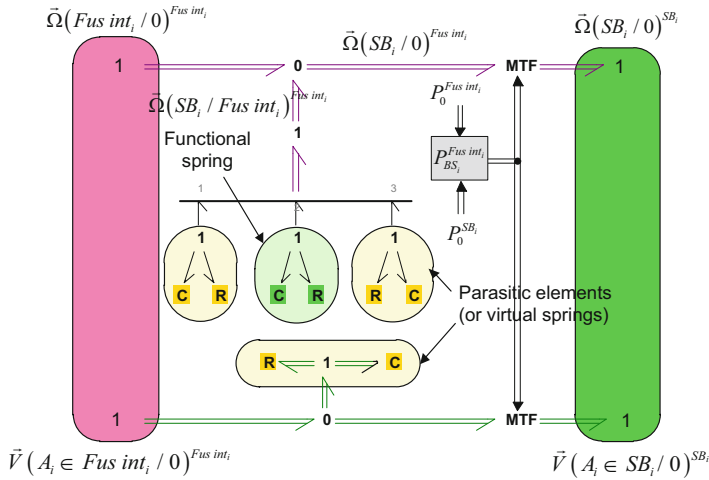 Ω⃗(Fus int_i / 0)^{Fus int_i}
Ω⃗(SB_i / 0)^{Fus int_i}
Ω⃗(SB_i / 0)^{SB_i}
1 0 MTF 1
P_0^{Fus int_i}
Ω⃗(SB_i / Fus int_i)^{Fus int_i}
1
Functional
spring
P_{BS_i}^{Fus int_i}
1 2 3
P_0^{SB_i}
1 1 1
C R C R R C
Parasitic elements
(or virtual springs)
R 1 C
1 0 MTF 1
V⃗(A_i ∈ Fus int_i / 0)^{Fus int_i}
V⃗(A_i ∈ SB_i / 0)^{SB_i}